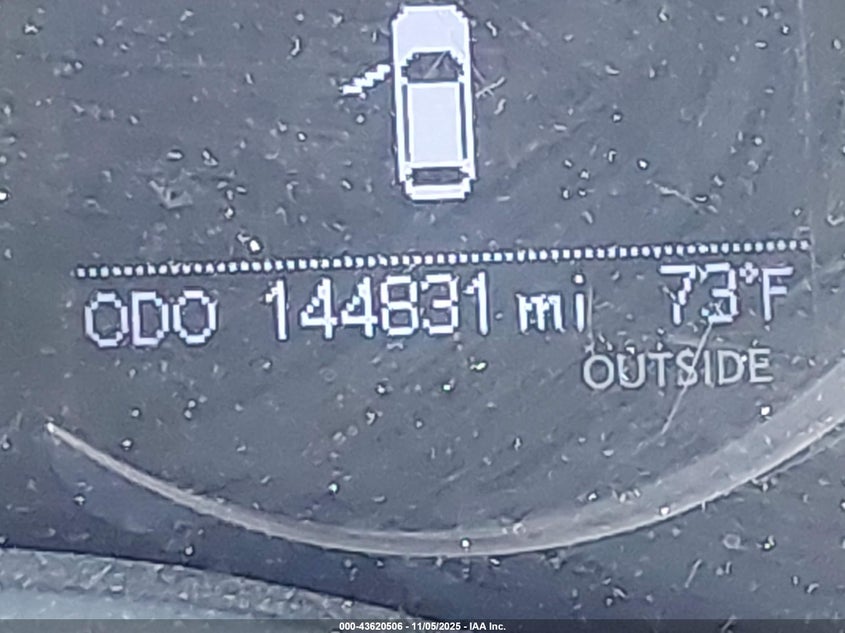 ODO 144831 mi 73°F
OUTSIDE
000-43620506 - 11/05/2025 - IAA Inc.